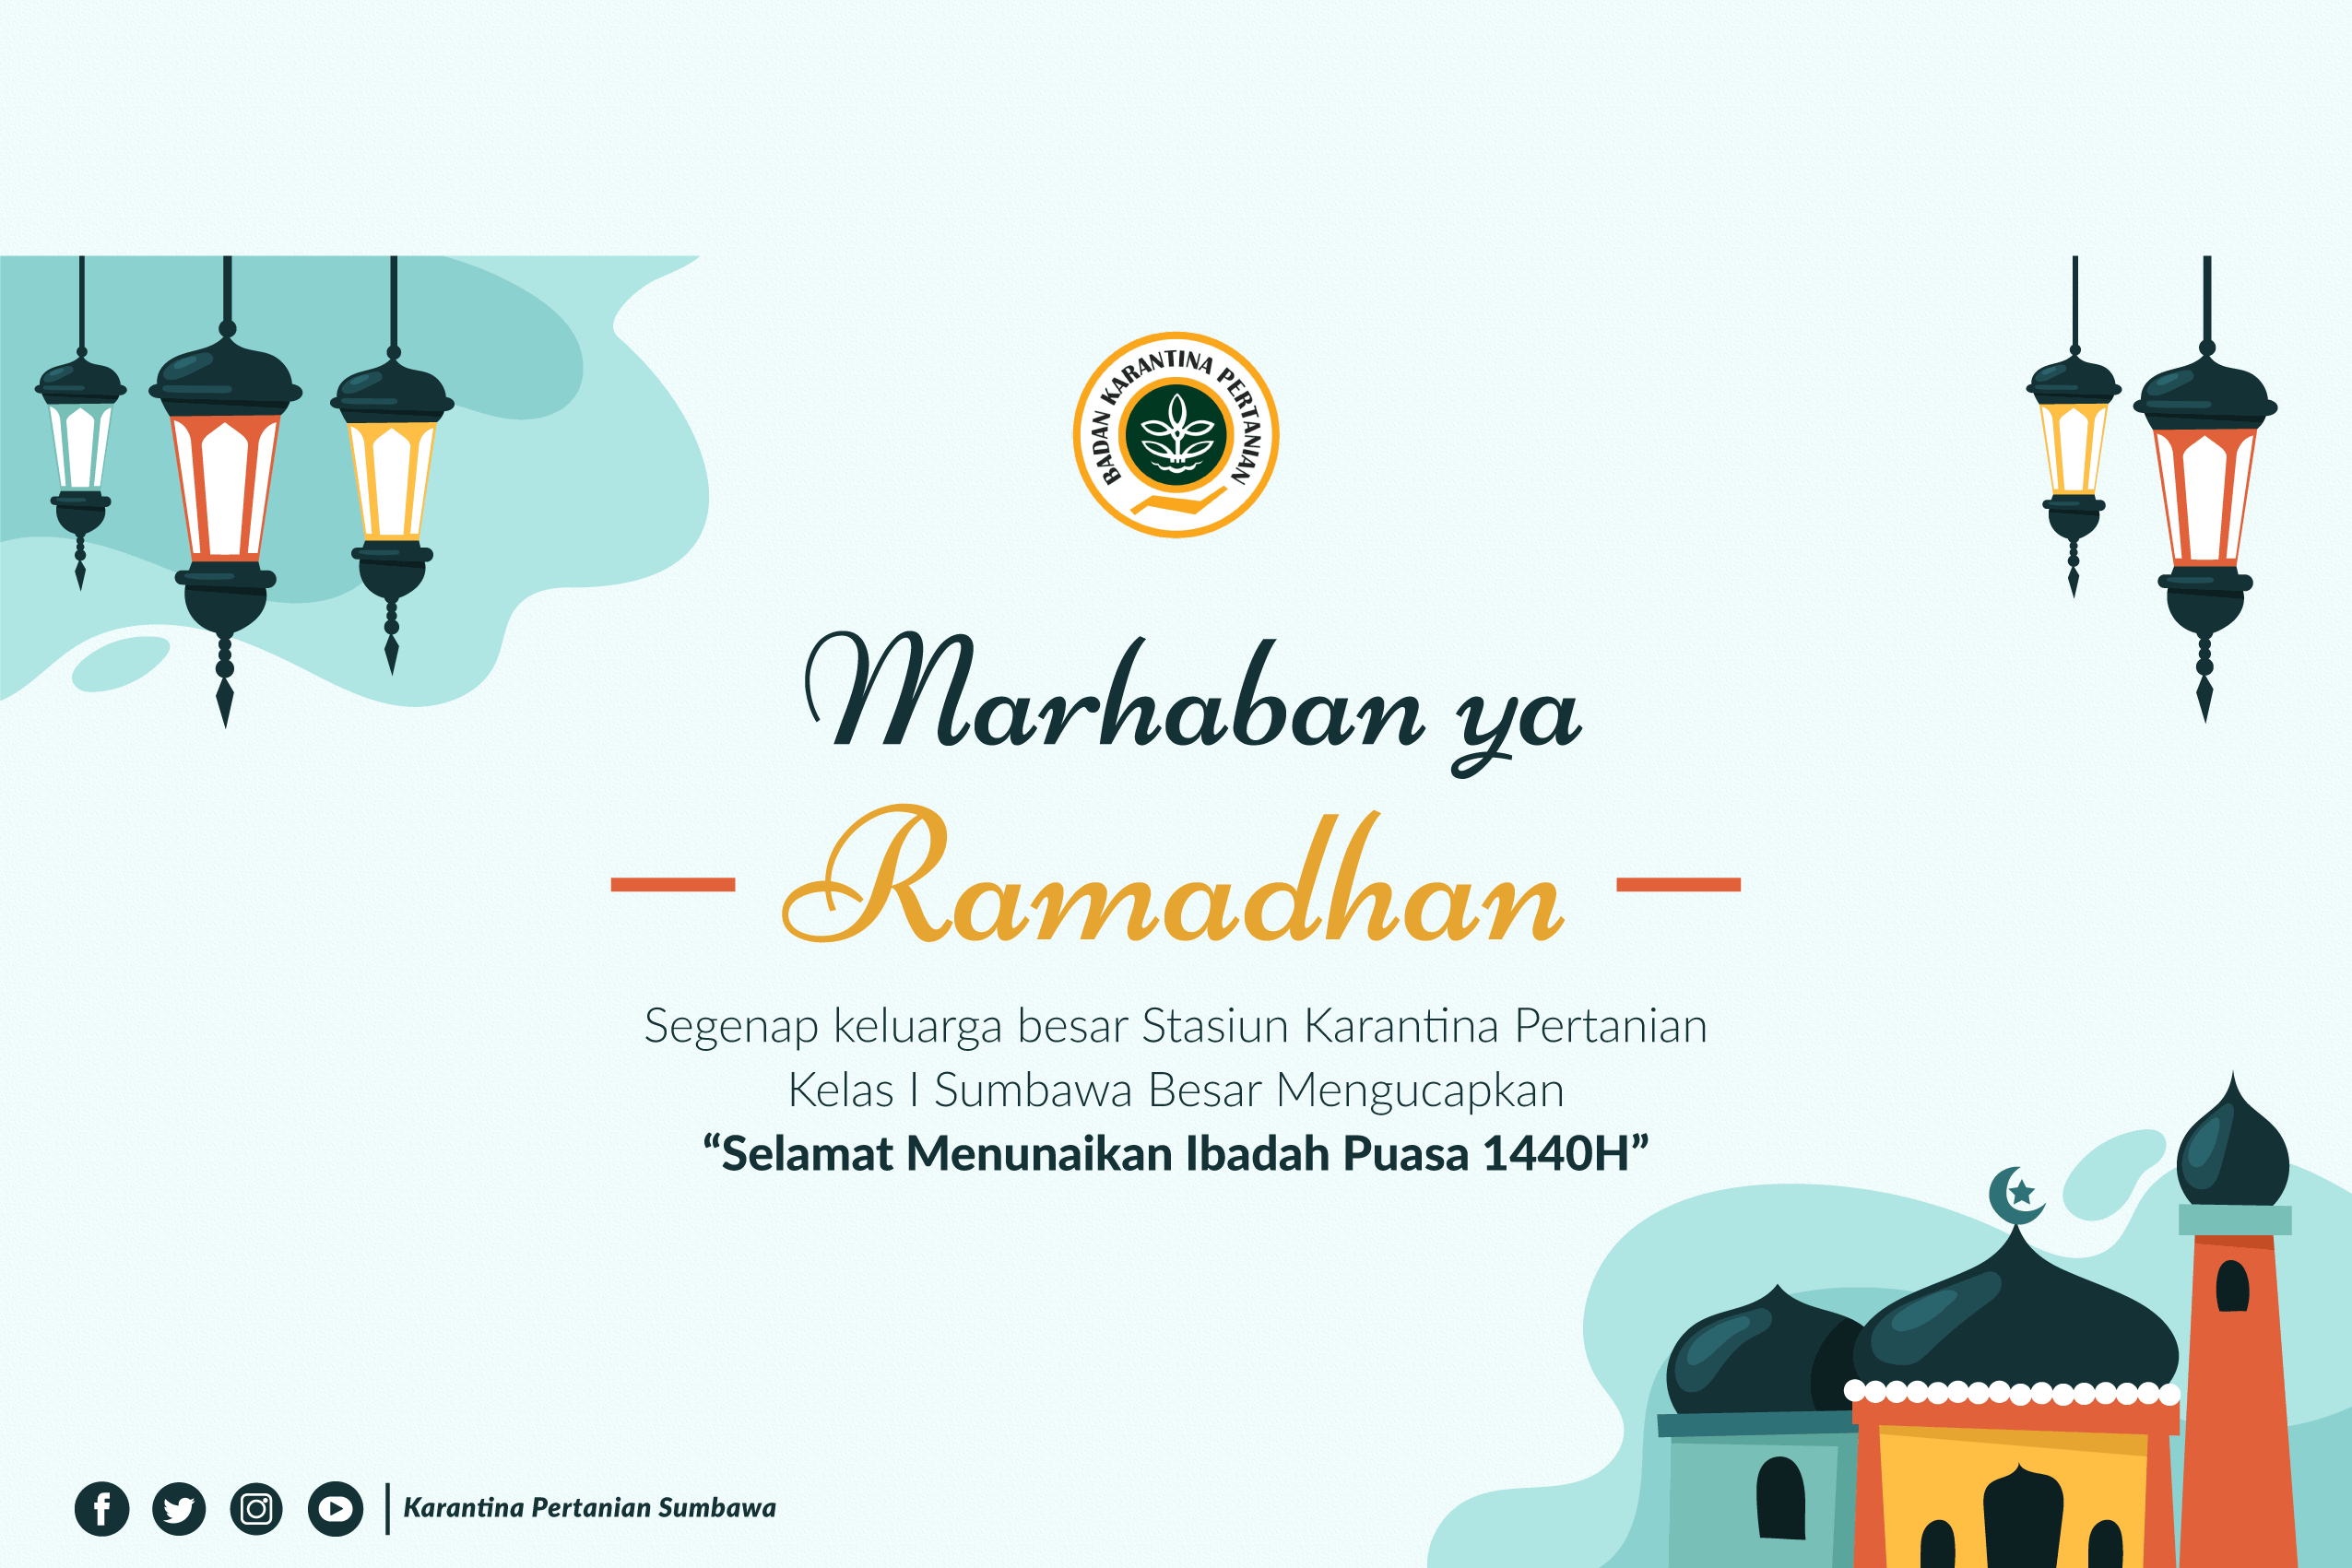 BADAN KARANTINA PERTANIAN
Marhaban ya
Ramadhan
Segenap keluarga besar Stasiun Karantina Pertanian
Kelas I Sumbawa Besar Mengucapkan
“Selamat Menunaikan Ibadah Puasa 1440H”
Karantina Pertanian Sumbawa